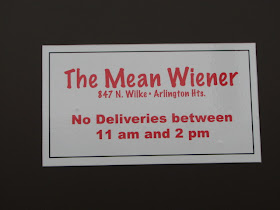 The Mean Wiener
847 N. Wilke • Arlington Hts.
No Deliveries between
11 am and 2 pm